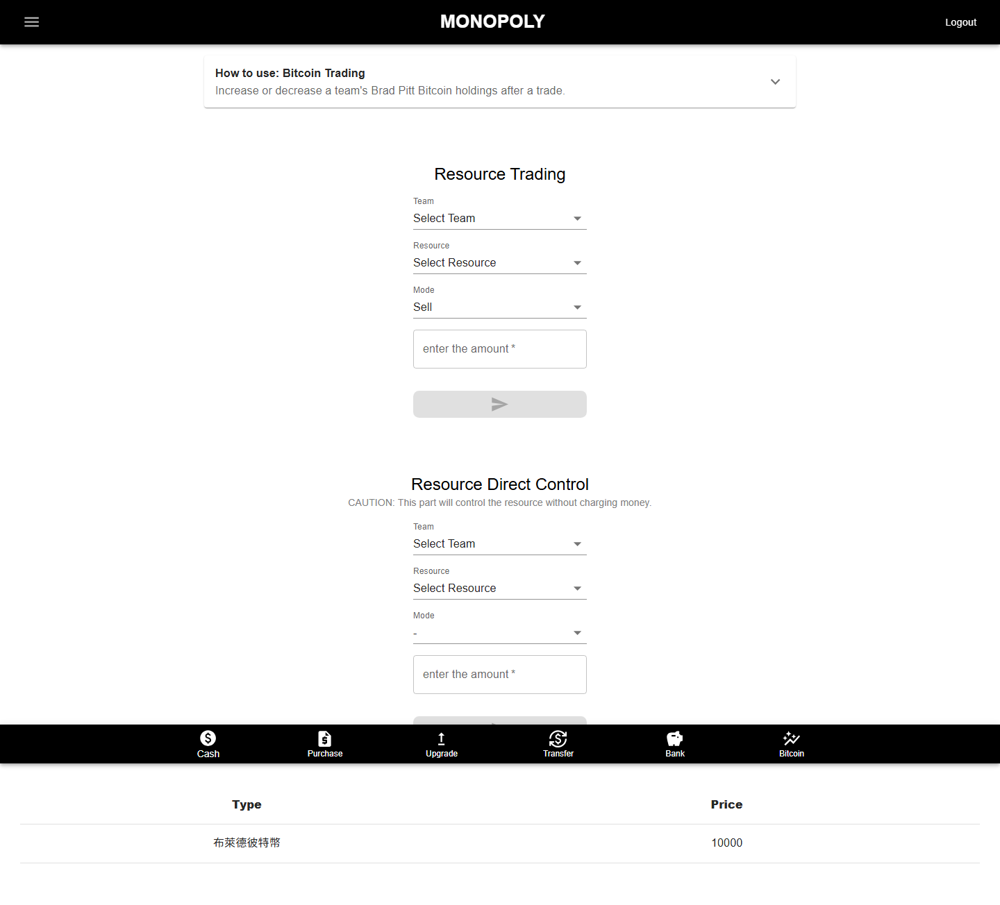 MONOPOLY
Logout
How to use: Bitcoin Trading
Increase or decrease a team's Brad Pitt Bitcoin holdings after a trade.
Resource Trading
Team
Select Team
Resource
Select Resource
Mode
Sell
enter the amount *
Resource Direct Control
CAUTION: This part will control the resource without charging money.
Team
Select Team
Resource
Select Resource
Mode
-
enter the amount *
Cash Purchase Upgrade Transfer Bank Bitcoin
Type Price
布萊德彼特幣 10000